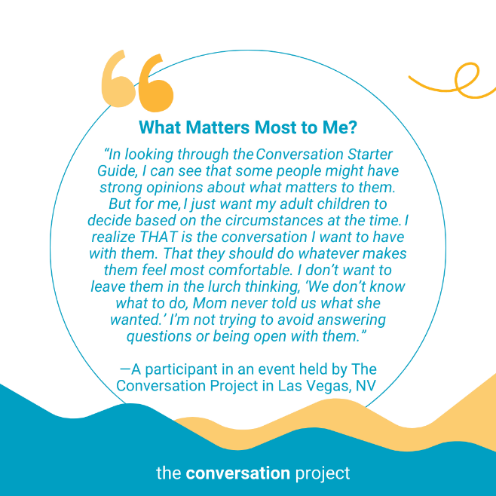 What Matters Most to Me?
“In looking through the Conversation Starter
Guide, I can see that some people might have
strong opinions about what matters to them.
But for me, I just want my adult children to
decide based on the circumstances at the time. I
realize THAT is the conversation I want to have
with them. That they should do whatever makes
them feel most comfortable. I don’t want to
leave them in the lurch thinking, ‘We don’t know
what to do, Mom never told us what she
wanted.’ I’m not trying to avoid answering
questions or being open with them.”
—A participant in an event held by The
Conversation Project in Las Vegas, NV
the conversation project